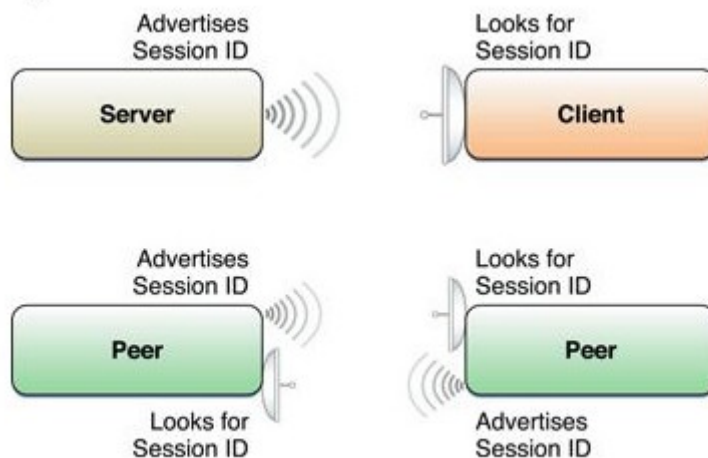 Advertises
Session ID
Looks for
Session ID
Server
Client
Advertises
Session ID
Looks for
Session ID
Peer
Peer
Looks for
Session ID
Advertises
Session ID